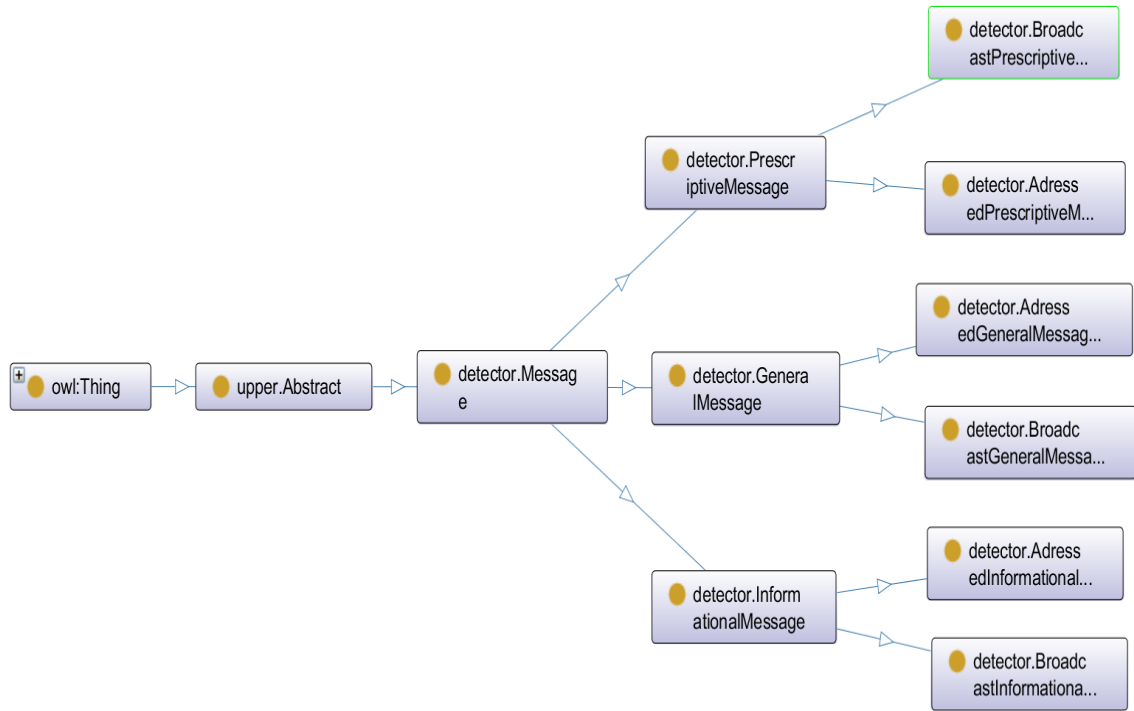 detector.Broadc
astPrescriptive...
detector.Prescr
iptiveMessage
detector.Adress
edPrescriptiveM...
detector.Adress
edGeneralMessag...
owl:Thing
upper.Abstract
detector.Messag
e
detector.Genera
lMessage
detector.Broadc
astGeneralMessa...
detector.Adress
edInformational...
detector.Inform
ationalMessage
detector.Broadc
astInformationa...